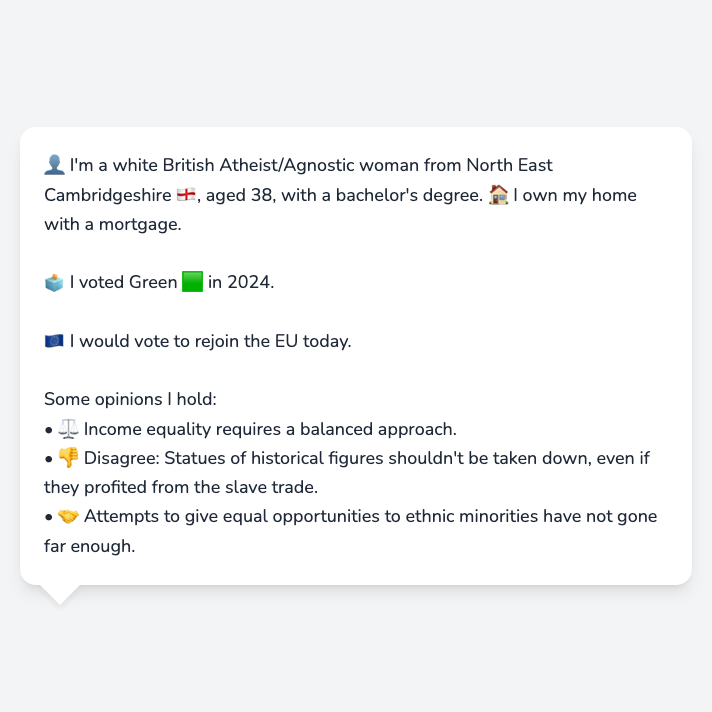 👤 I'm a white British Atheist/Agnostic woman from North East
Cambridgeshire 🏴󠁧󠁢󠁥󠁮󠁧󠁿, aged 38, with a bachelor's degree. 🏠 I own my home
with a mortgage.
🗳️ I voted Green 🟩 in 2024.
🇪🇺 I would vote to rejoin the EU today.
Some opinions I hold:
• ⚖️ Income equality requires a balanced approach.
• 👎 Disagree: Statues of historical figures shouldn't be taken down, even if
they profited from the slave trade.
• 🤝 Attempts to give equal opportunities to ethnic minorities have not gone
far enough.